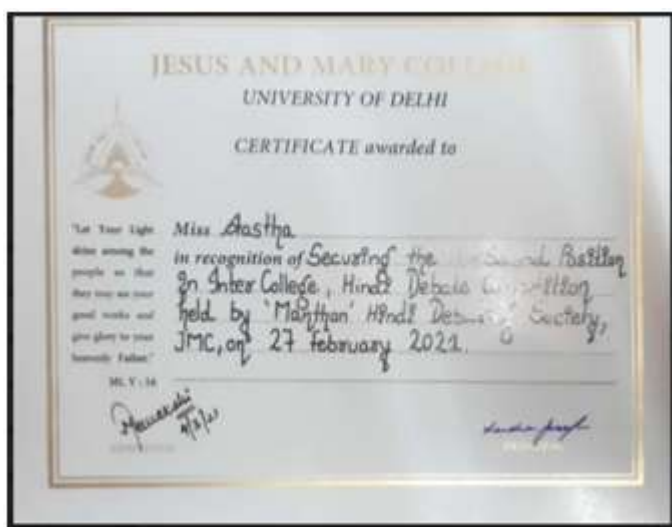 JESUS AND MARY COLLEGE
UNIVERSITY OF DELHI
CERTIFICATE awarded to
"Let Your Light
shine among the
people so that
they may see your
good works and
give glory to your
heavenly Father."
Mt. V : 16
Miss Aastha
in recognition of Securing the Second Position
In Inter College, Hindi Debate Competition
held by 'Manthan' Hindi Society,
JMC, on 27 February 2021.